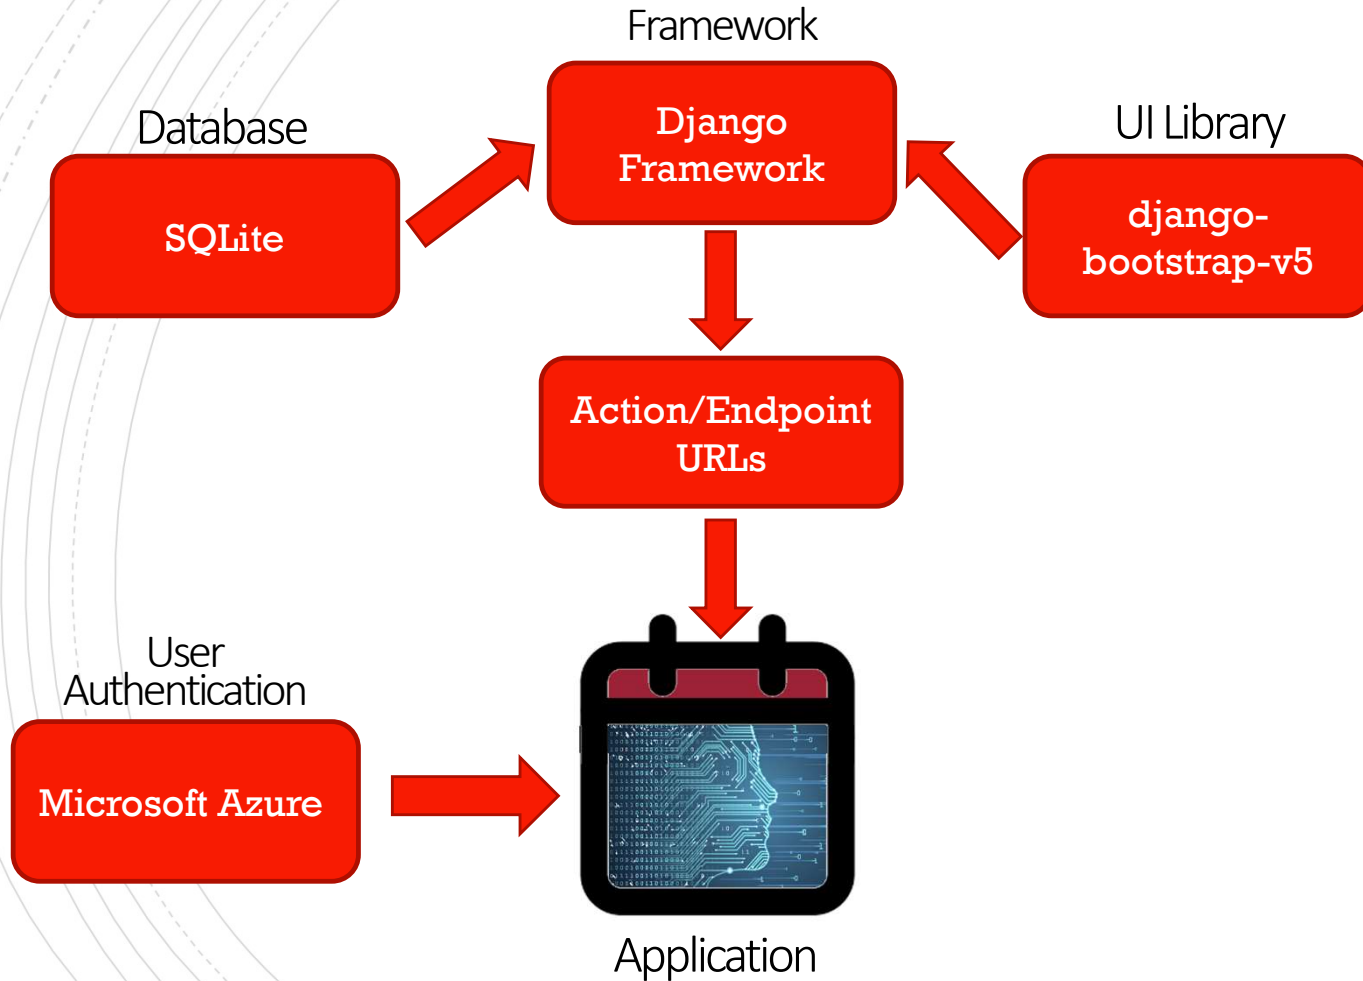 Framework
Django
Framework
Database
SQLite
UI Library
django-
bootstrap-v5
Action/Endpoint
URLs
User
Authentication
Microsoft Azure
Application